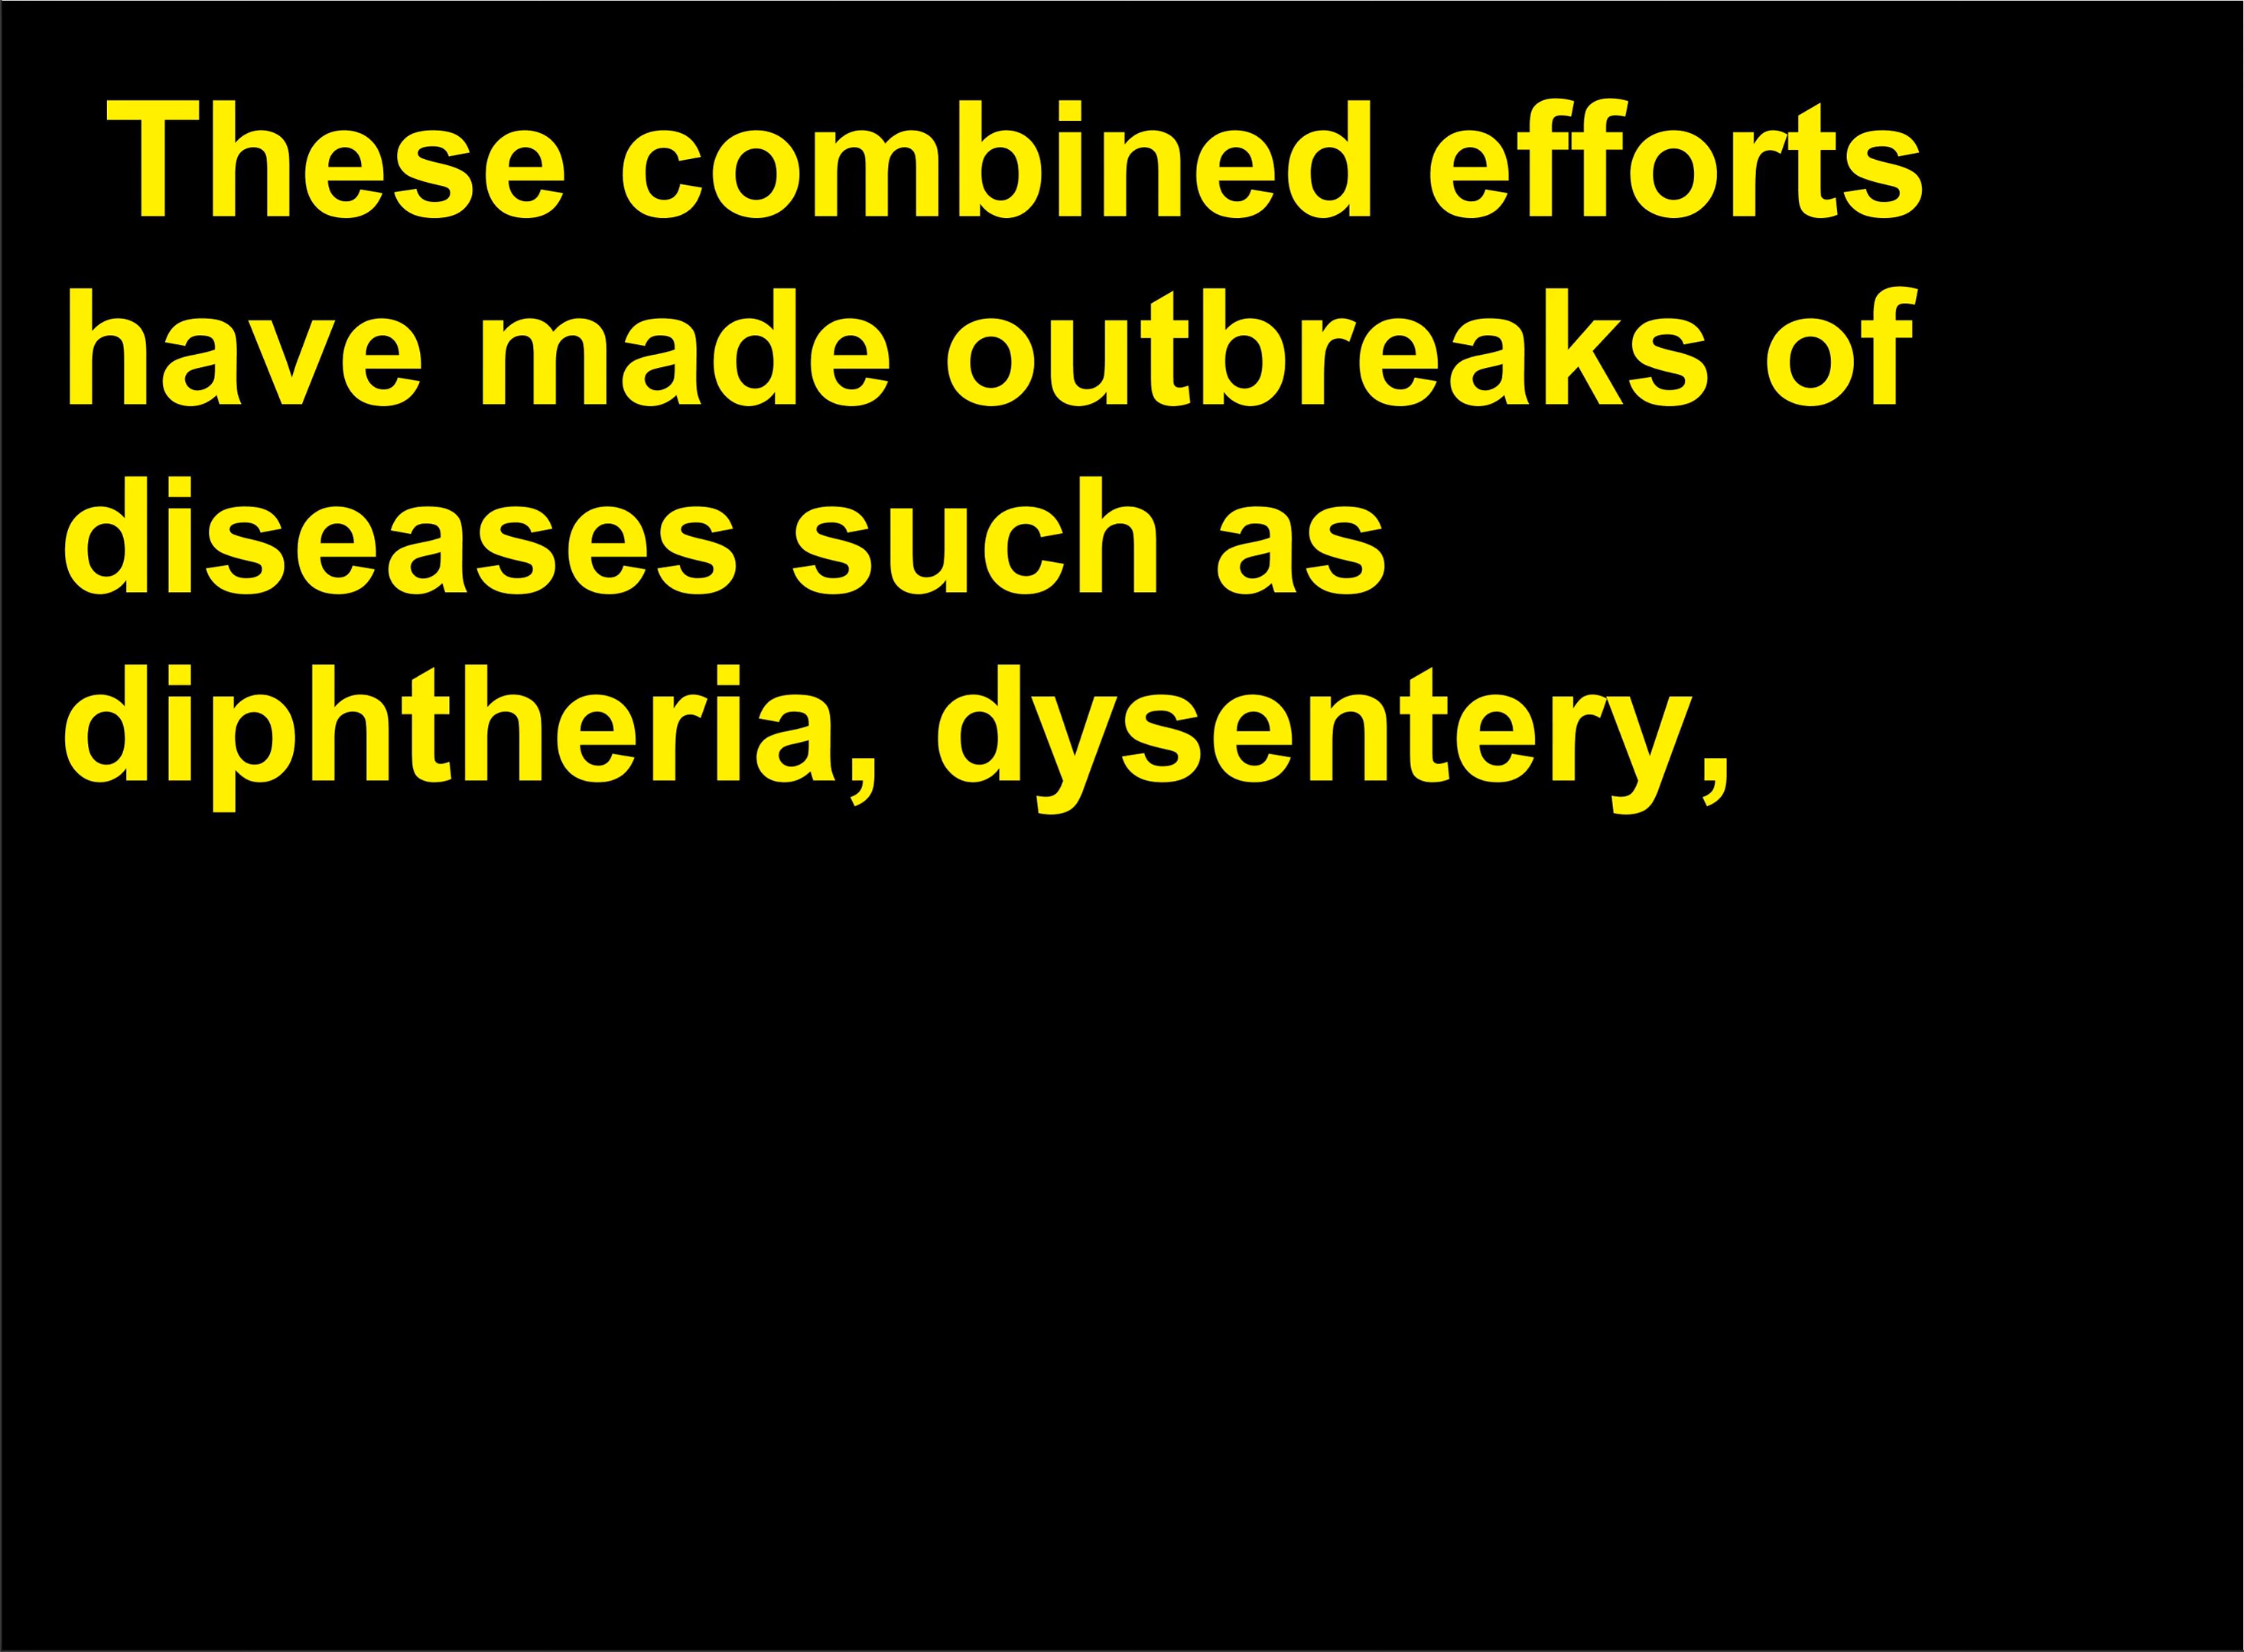 These combined efforts
have made outbreaks of
diseases such as
diphtheria, dysentery,